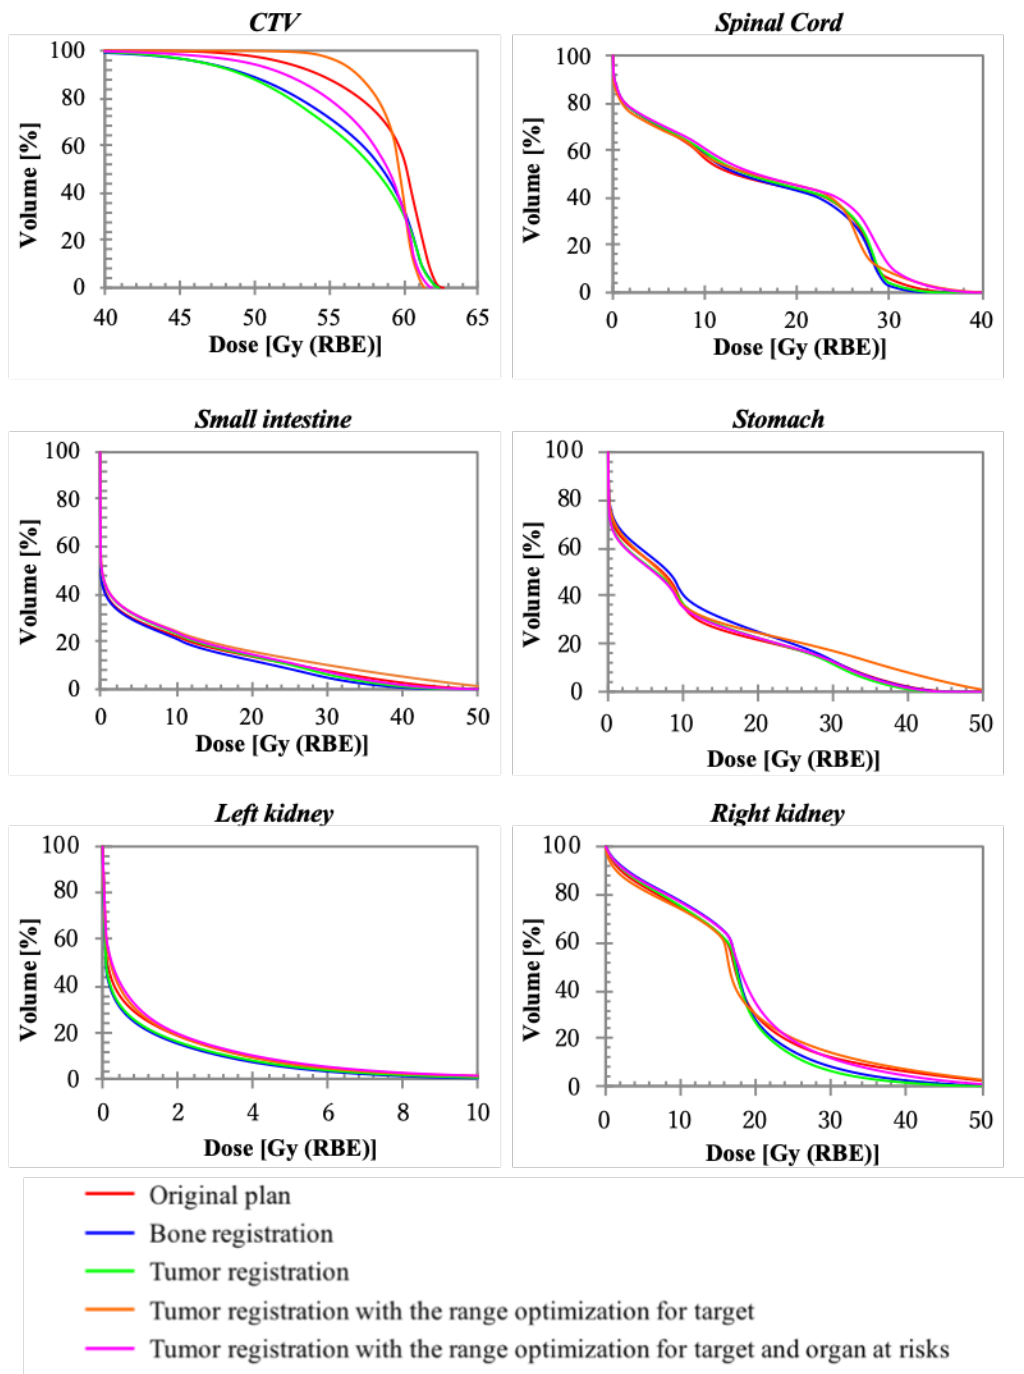 CTV
Volume [%]
100
80
60
40
20
0
40 45 50 55 60 65
Dose [Gy (RBE)]
Spinal Cord
Volume [%]
100
80
60
40
20
0
0 10 20 30 40
Dose [Gy (RBE)]
Small intestine
Volume [%]
100
80
60
40
20
0
0 10 20 30 40 50
Dose [Gy (RBE)]
Stomach
Volume [%]
100
80
60
40
20
0
0 10 20 30 40 50
Dose [Gy (RBE)]
Left kidney
Volume [%]
100
80
60
40
20
0
0 2 4 6 8 10
Dose [Gy (RBE)]
Right kidney
Volume [%]
100
80
60
40
20
0
0 10 20 30 40 50
Dose [Gy (RBE)]
Original plan
Bone registration
Tumor registration
Tumor registration with the range optimization for target
Tumor registration with the range optimization for target and organ at risks